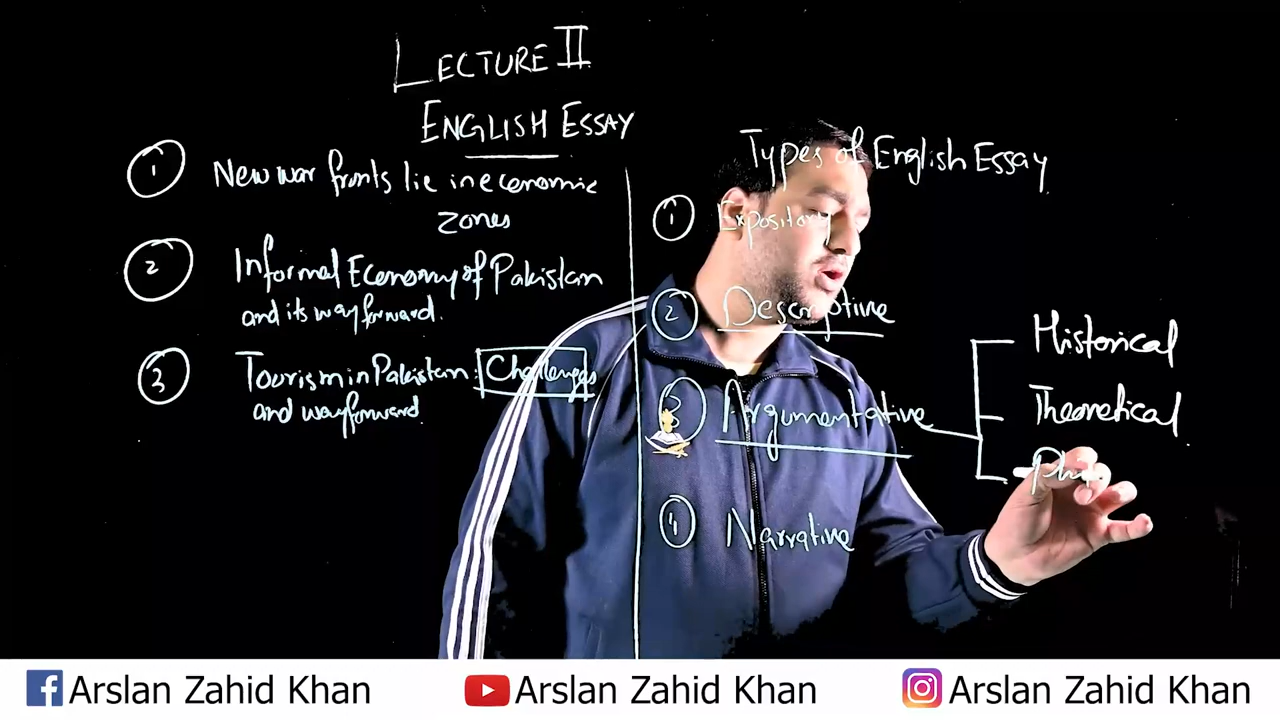 LECTURE II
ENGLISH ESSAY
1 New war fronts lie in economic
zones
2 Informal Economy of Pakistan
and its way forward.
3 Tourism in Pakistan: Challenges
and way forward.
Types of English Essay
1 Expository
2 Descriptive
3 Argumentative
4 Narrative
Historical
Theoretical
Arslan Zahid Khan
Arslan Zahid Khan
Arslan Zahid Khan